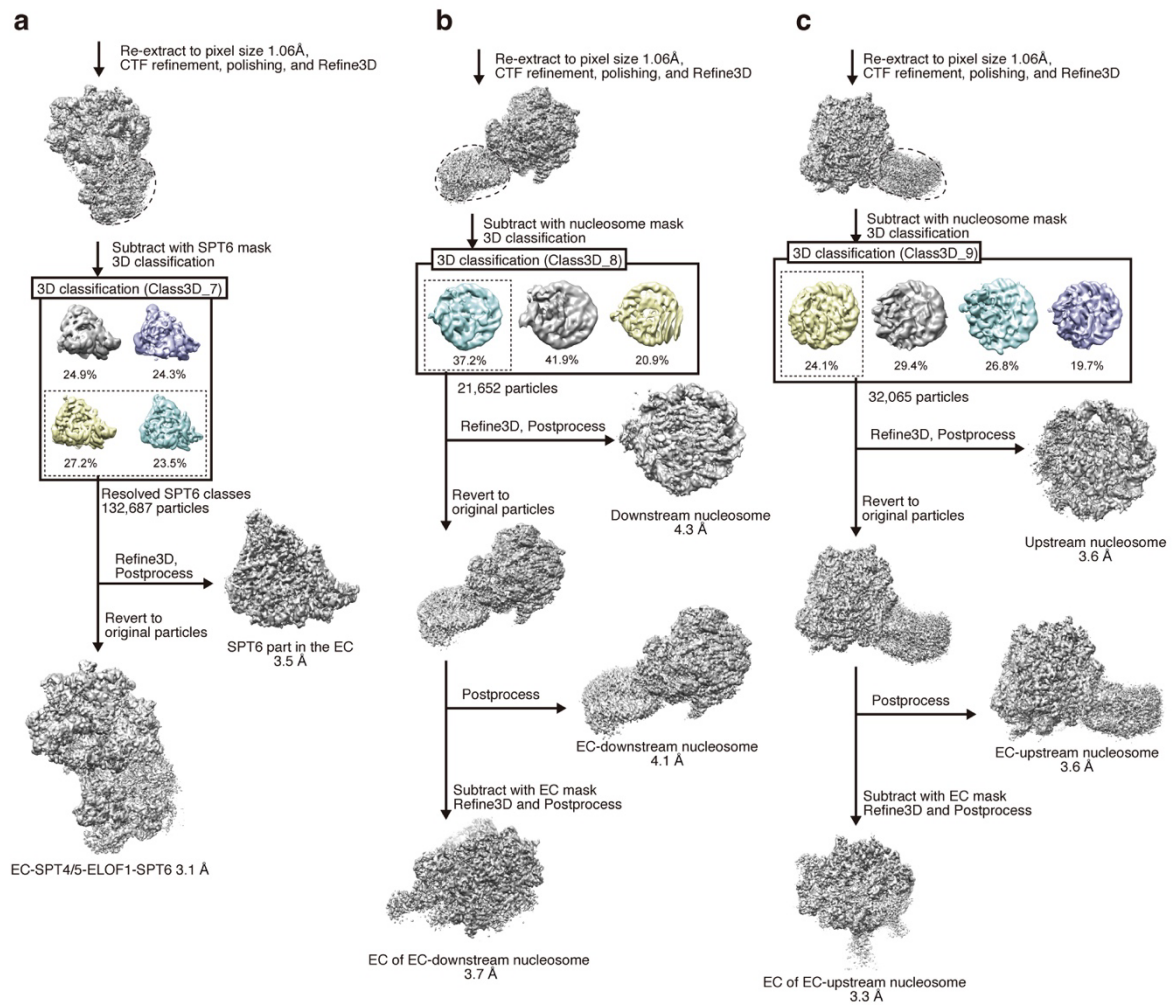 a
Re-extract to pixel size 1.06Å,
CTF refinement, polishing, and Refine3D
Subtract with SPT6 mask
3D classification
3D classification (Class3D_7)
24.9%
24.3%
27.2%
23.5%
Resolved SPT6 classes
132,687 particles
Refine3D,
Postprocess
Revert to
original particles
SPT6 part in the EC
3.5 Å
EC-SPT4/5-ELOF1-SPT6 3.1 Å
b
Re-extract to pixel size 1.06Å,
CTF refinement, polishing, and Refine3D
Subtract with nucleosome mask
3D classification
3D classification (Class3D_8)
37.2%
41.9%
20.9%
21,652 particles
Refine3D, Postprocess
Revert to
original particles
Downstream nucleosome
4.3 Å
Postprocess
EC-downstream nucleosome
4.1 Å
Subtract with EC mask
Refine3D and Postprocess
EC of EC-downstream nucleosome
3.7 Å
c
Re-extract to pixel size 1.06Å,
CTF refinement, polishing, and Refine3D
Subtract with nucleosome mask
3D classification
3D classification (Class3D_9)
24.1%
29.4%
26.8%
19.7%
32,065 particles
Refine3D, Postprocess
Revert to
original particles
Upstream nucleosome
3.6 Å
Postprocess
EC-upstream nucleosome
3.6 Å
Subtract with EC mask
Refine3D and Postprocess
EC of EC-upstream nucleosome
3.3 Å